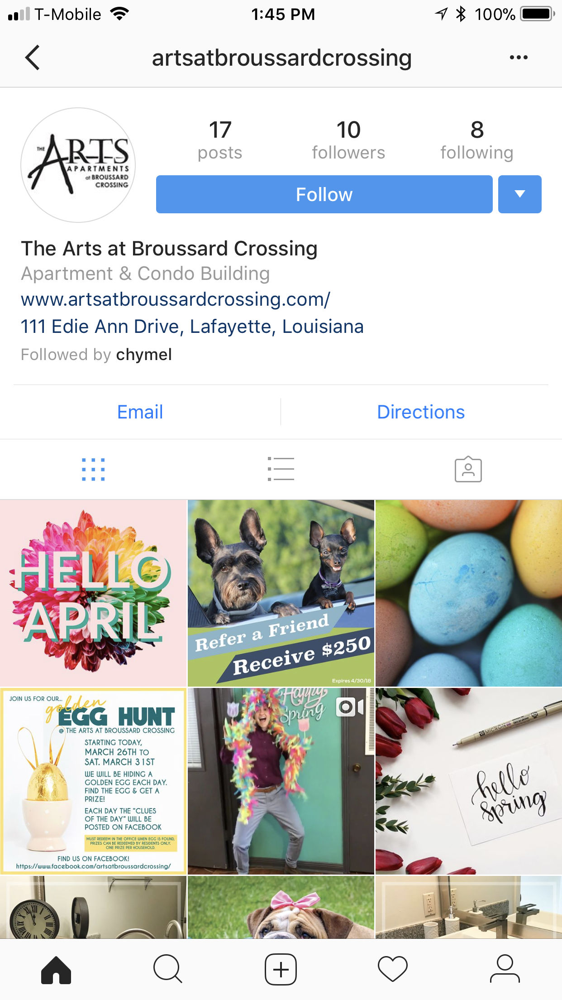 T-Mobile 1:45 PM 100%
artsatbroussardcrossing
17 10 8
posts followers following
THE ARTS
APARTMENTS
at BROUSSARD
CROSSING
Follow
The Arts at Broussard Crossing
Apartment & Condo Building
www.artsatbroussardcrossing.com/
111 Edie Ann Drive, Lafayette, Louisiana
Followed by chymel
Email Directions
HELLO
APRIL
Refer a Friend
Receive $250
Expires 4/30/18
JOIN US FOR OUR...
golden
EGG HUNT
@ THE ARTS AT BROUSSARD CROSSING
STARTING TODAY,
MARCH 26TH TO
SAT. MARCH 31ST
WE WILL BE HIDING A
GOLDEN EGG EACH DAY.
FIND THE EGG & GET A
PRIZE!
EACH DAY THE "CLUES
OF THE DAY" WILL BE
POSTED ON FACEBOOK
MUST REDEEM IN THE OFFICE WHEN EGG IS FOUND,
PRIZES CAN BE REDEEMED BY RESIDENTS ONLY.
ONE PRIZE PER HOUSEHOLD.
FIND US ON FACEBOOK!
https://www.facebook.com/artsatbroussardcrossing/
Happy
Spring
MICRON
hello
spring